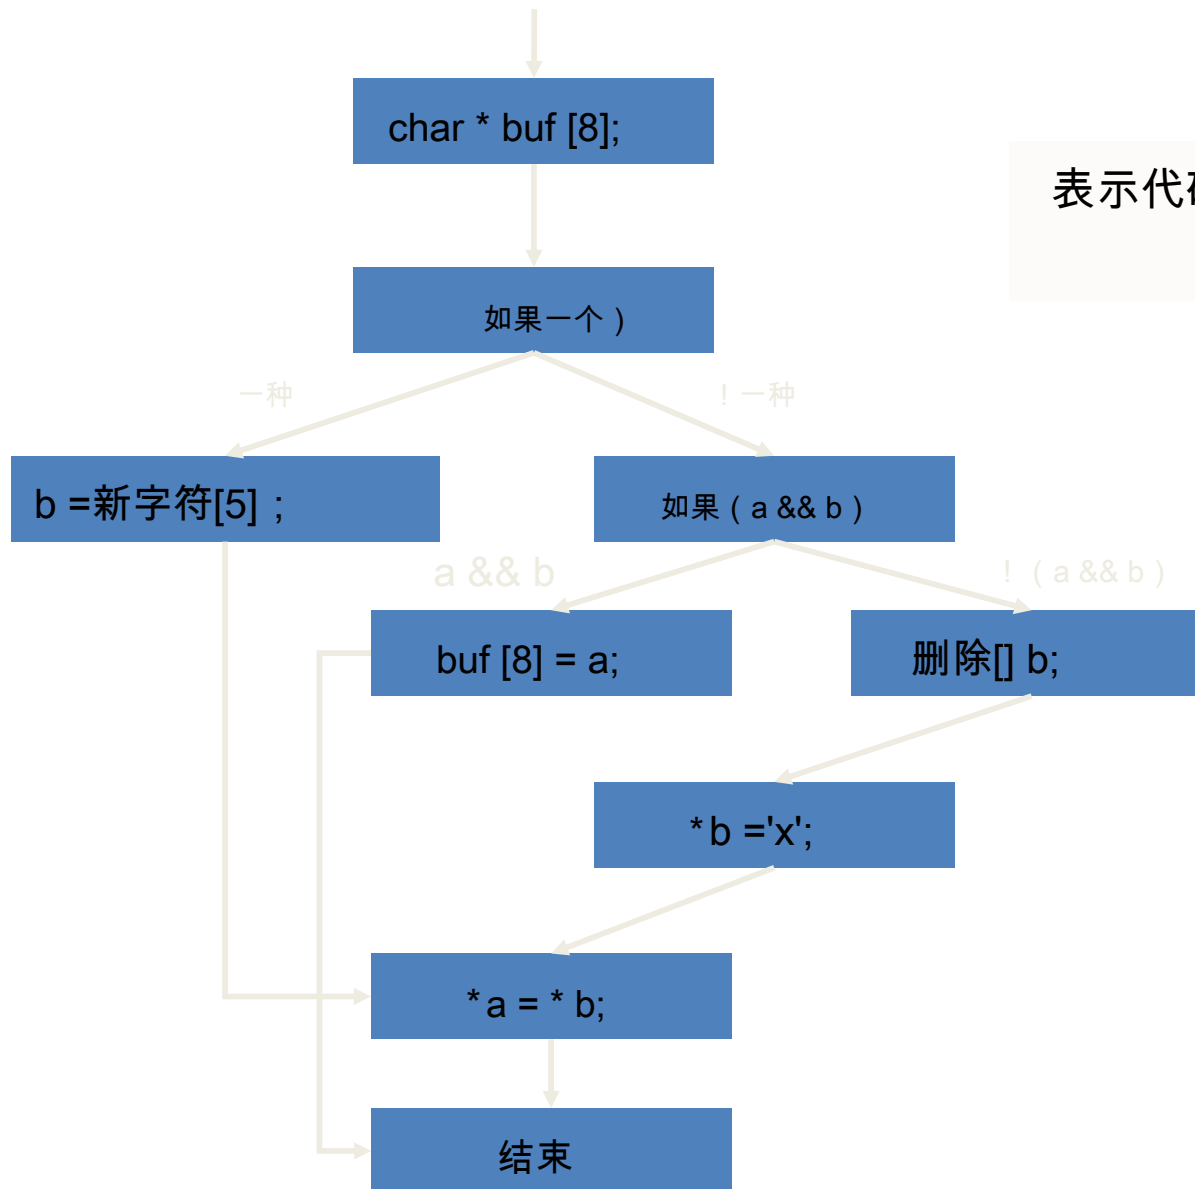 char * buf [8];
表示代
如果一个 )
一种
! 一种
b =新字符[5] ;
如果 ( a && b )
a && b
! ( a && b )
buf [8] = a;
删除[] b;
*b ='x';
*a = * b;
结束